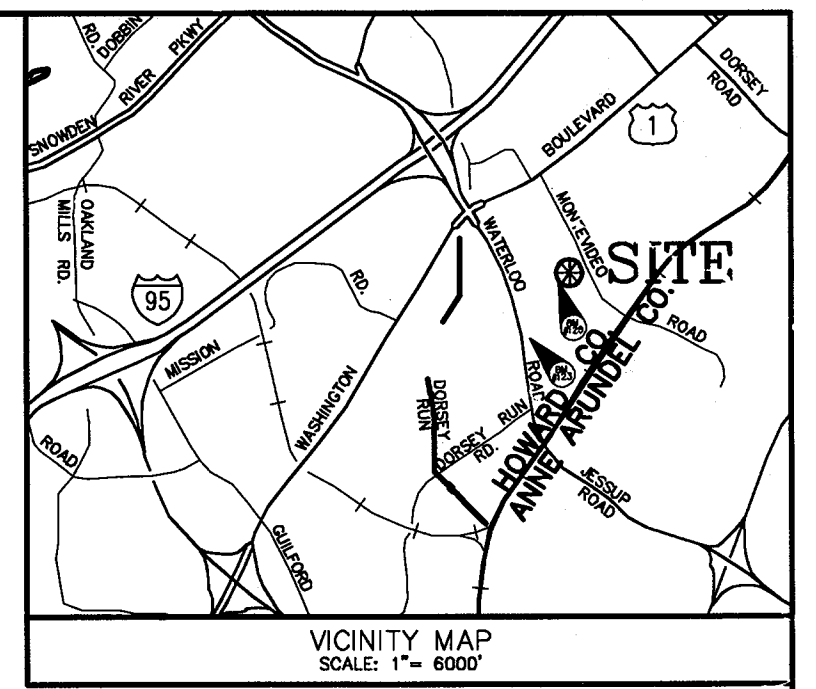 RD.
DOBBIN
SNOWDEN RIVER PKWY
DORSEY
ROAD
1
BOULEVARD
OAKLAND
MILLS RD.
MONTEVIDEO
WATERLOO
SITE
95
RD.
MISSION
ROAD
ROAD
HOWARD CO.
ANNE ARUNDEL CO.
WASHINGTON
DORSEY
RUN
DORSEY RUN
RD.
ROAD
JESSUP
ROAD
GUILFORD
VICINITY MAP
SCALE: 1"= 6000'